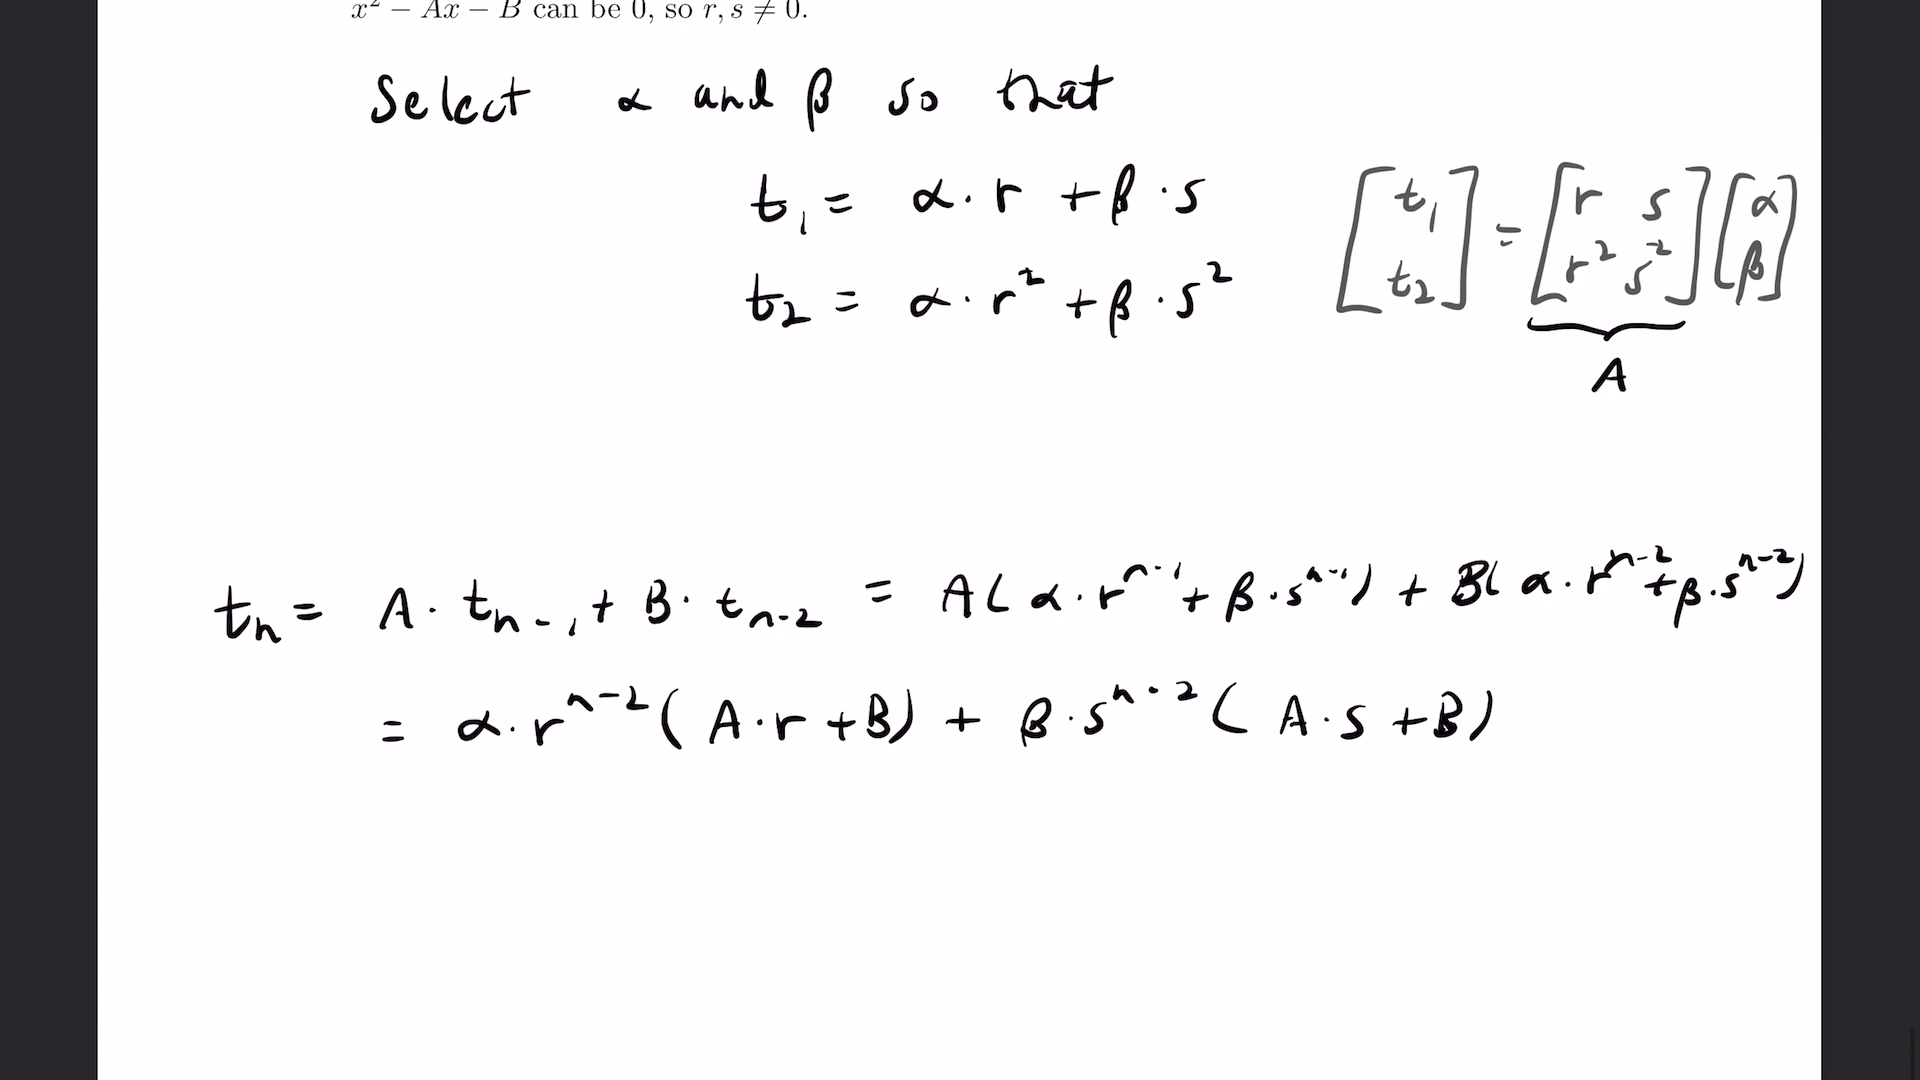 x² − Ax − B can be 0, so r, s ≠ 0.
Select α and β so that
t₁ = α · r + β · s
t₂ = α · r² + β · s²
[t₁ t₂] = [r s r² s²] [α β]
A
tₙ = A · tₙ₋₁ + B · tₙ₋₂ = A( α · rⁿ⁻¹ + β · sⁿ⁻¹ ) + B( α · rⁿ⁻² + β · sⁿ⁻² )
= α · rⁿ⁻² ( A · r + B ) + β · sⁿ⁻² ( A · s + B )